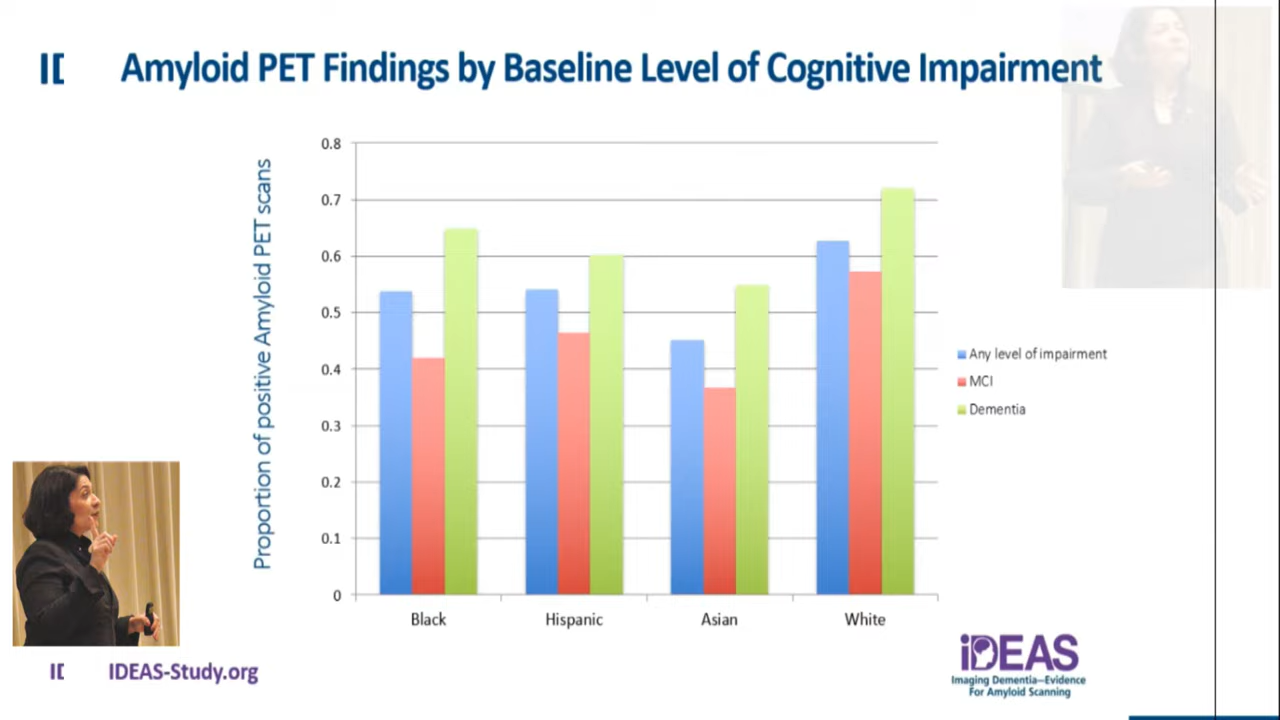 Amyloid PET Findings by Baseline Level of Cognitive Impairment
Proportion of positive Amyloid PET scans
0.8
0.7
0.6
0.5
0.4
0.3
0.2
0.1
0
Black
Hispanic
Asian
White
Any level of impairment
MCI
Dementia
IDEAS-Study.org
iDEAS
Imaging Dementia—Evidence
For Amyloid Scanning